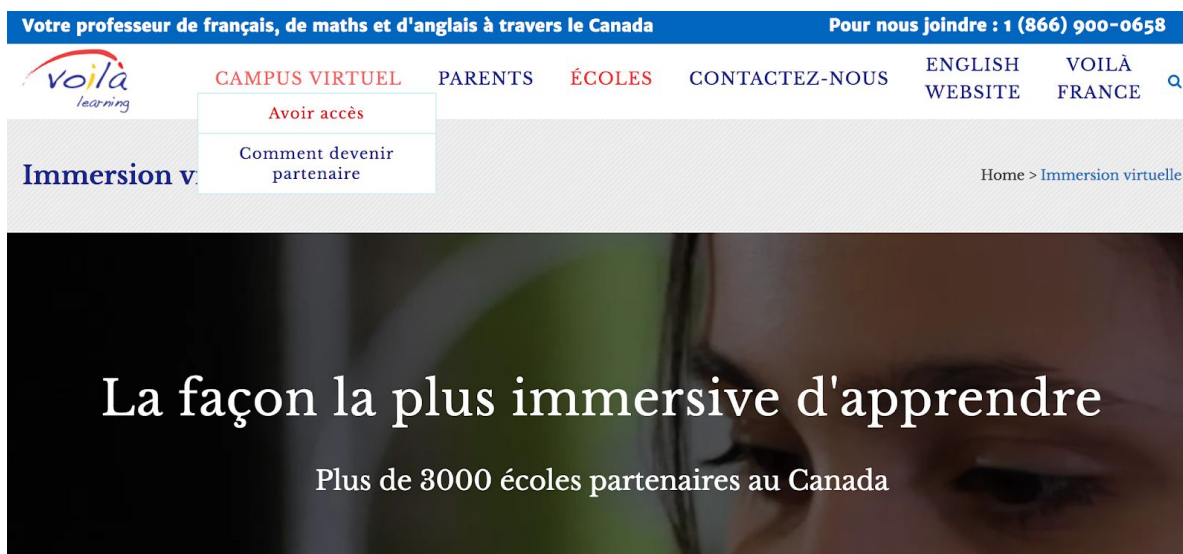 Votre professeur de français, de maths et d'anglais à travers le Canada
Pour nous joindre : 1 (866) 900-0658
voilà
learning
CAMPUS VIRTUEL
PARENTS
ÉCOLES
CONTACTEZ-NOUS
ENGLISH
WEBSITE
VOILÀ
FRANCE
Avoir accès
Comment devenir
partenaire
Immersion v
Home > Immersion virtuelle
La façon la plus immersive d'apprendre
Plus de 3000 écoles partenaires au Canada